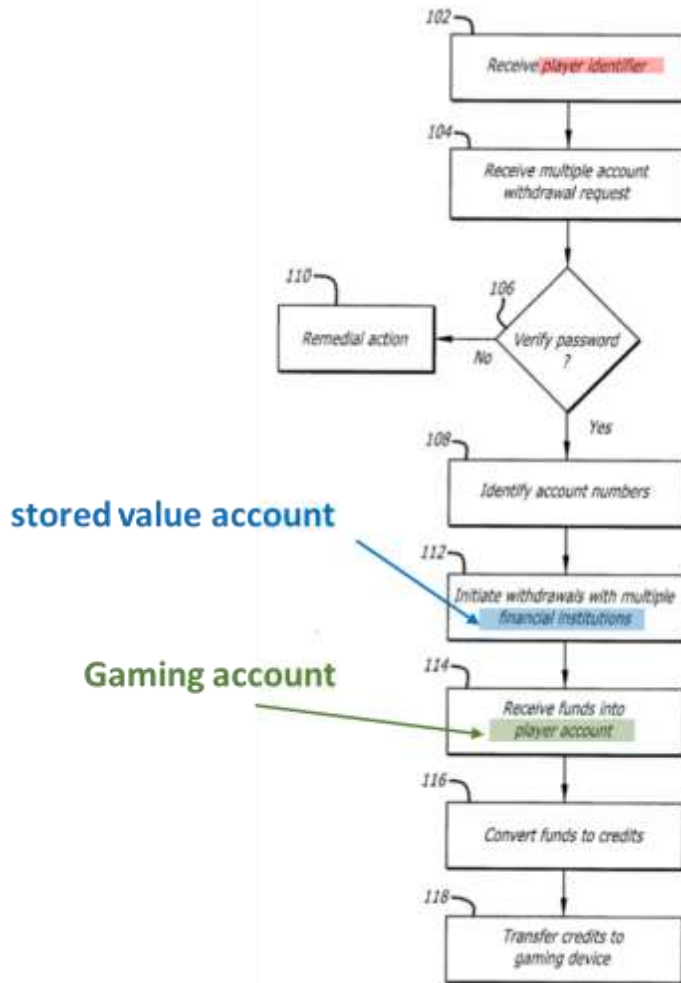 102
Receive player identifier
104
Receive multiple account
withdrawal request
110
Remedial action
106
Verify password
?
No
Yes
108
Identify account numbers
stored value account
112
Initiate withdrawals with multiple
financial institutions
Gaming account
114
Receive funds into
player account
116
Convert funds to credits
118
Transfer credits to
gaming device